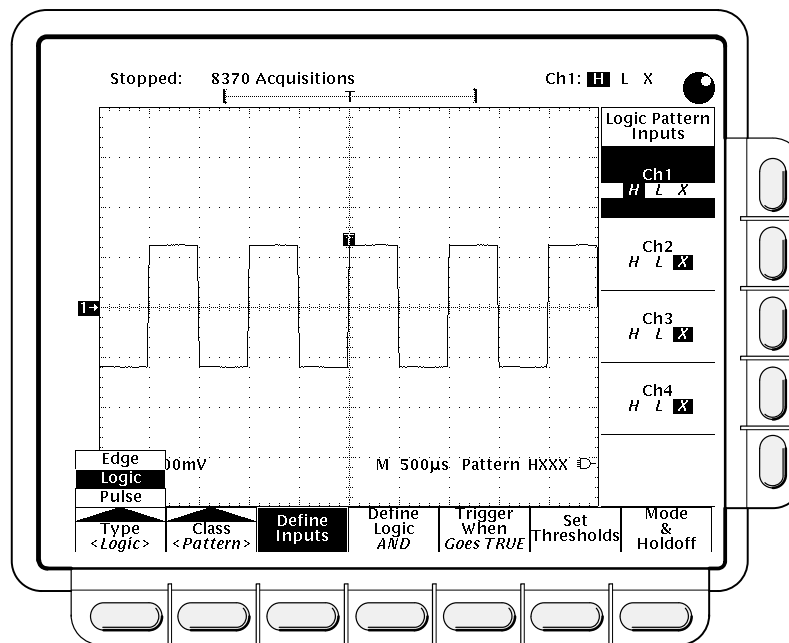 Stopped: 8370 Acquisitions
Ch1: H L X
T
Logic Pattern
Inputs
Ch1
H L X
T
Ch2
H L X
1→
Ch3
H L X
Ch4
H L X
Edge
00mV M 500μs Pattern HXXX
Logic
Pulse
Type
<Logic>
Class
<Pattern>
Define
Inputs
Define
Logic
AND
Trigger
When
Goes TRUE
Set
Thresholds
Mode
&
Holdoff